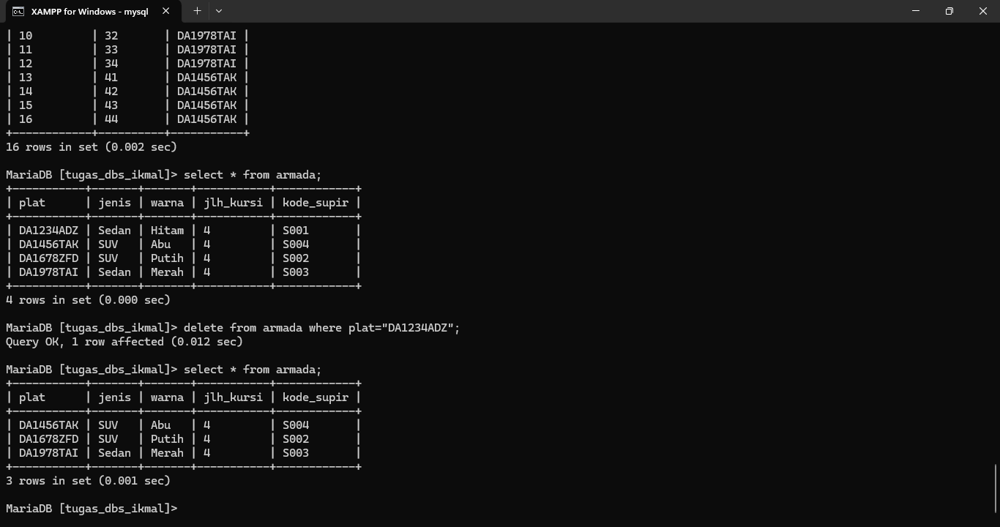 XAMPP for Windows - mysql
| 10         | 32       | DA1978TAI |
| 11         | 33       | DA1978TAI |
| 12         | 34       | DA1978TAI |
| 13         | 41       | DA1456TAK |
| 14         | 42       | DA1456TAK |
| 15         | 43       | DA1456TAK |
| 16         | 44       | DA1456TAK |
+------------+----------+-----------+
16 rows in set (0.002 sec)
MariaDB [tugas_dbs_ikmal]> select * from armada;
+-----------+-------+-------+-----------+------------+
| plat      | jenis | warna | jlh_kursi | kode_supir |
+-----------+-------+-------+-----------+------------+
| DA1234ADZ | Sedan | Hitam | 4         | S001       |
| DA1456TAK | SUV   | Abu   | 4         | S004       |
| DA1678ZFD | SUV   | Putih | 4         | S002       |
| DA1978TAI | Sedan | Merah | 4         | S003       |
+-----------+-------+-------+-----------+------------+
4 rows in set (0.000 sec)
MariaDB [tugas_dbs_ikmal]> delete from armada where plat="DA1234ADZ";
Query OK, 1 row affected (0.012 sec)
MariaDB [tugas_dbs_ikmal]> select * from armada;
+-----------+-------+-------+-----------+------------+
| plat      | jenis | warna | jlh_kursi | kode_supir |
+-----------+-------+-------+-----------+------------+
| DA1456TAK | SUV   | Abu   | 4         | S004       |
| DA1678ZFD | SUV   | Putih | 4         | S002       |
| DA1978TAI | Sedan | Merah | 4         | S003       |
+-----------+-------+-------+-----------+------------+
3 rows in set (0.001 sec)
MariaDB [tugas_dbs_ikmal]>